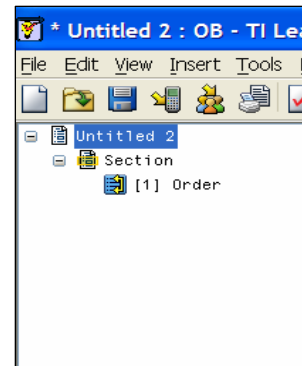 * Untitled 2 : OB - TI Lea
File Edit View Insert Tools
Untitled 2
Section
[1] Order